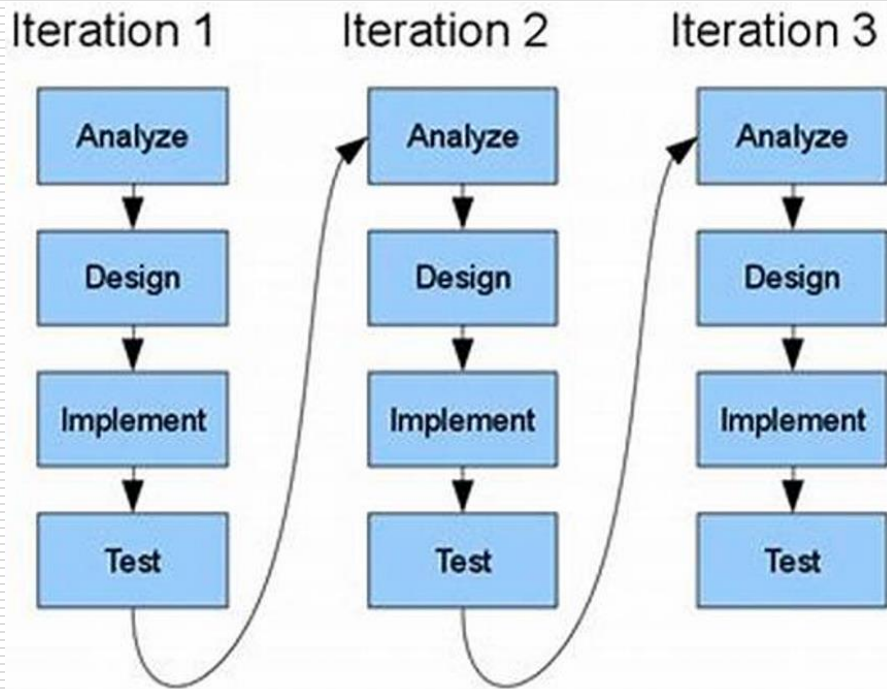 Iteration 1
Analyze
Design
Implement
Test
Iteration 2
Analyze
Design
Implement
Test
Iteration 3
Analyze
Design
Implement
Test